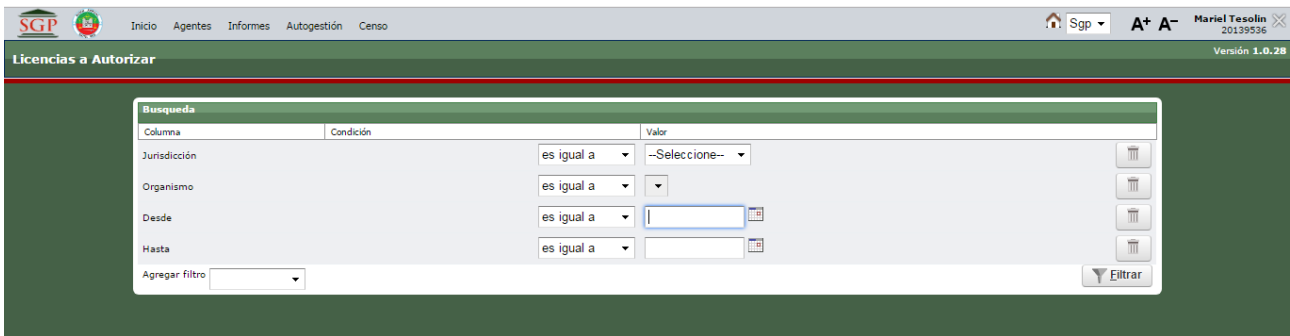 SGP Inicio Agentes Informes Autogestión Censo Sgp A+ A− Mariel Tesolin
20139536
Versión 1.0.28
Licencias a Autorizar
Busqueda
Columna Condición Valor
Jurisdicción es igual a --Seleccione--
Organismo es igual a
Desde es igual a
Hasta es igual a
Agregar filtro Filtrar